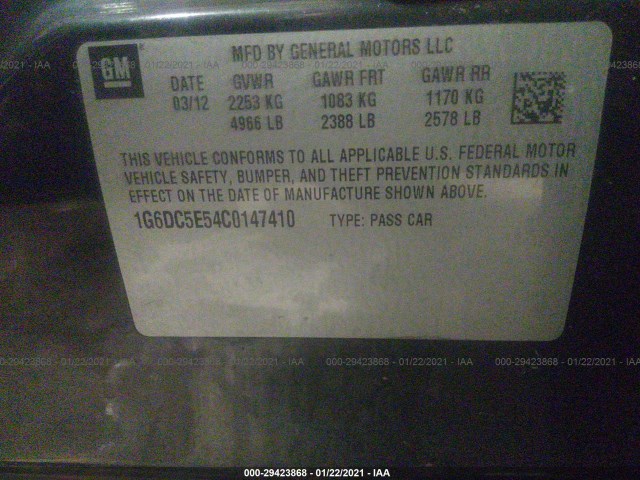 GM
MFD BY GENERAL MOTORS LLC
DATE GVWR GAWR FRT GAWR RR
03/12 2253 KG 1083 KG 1170 KG
4966 LB 2388 LB 2578 LB
THIS VEHICLE CONFORMS TO ALL APPLICABLE U.S. FEDERAL MOTOR
VEHICLE SAFETY, BUMPER, AND THEFT PREVENTION STANDARDS IN
EFFECT ON THE DATE OF MANUFACTURE SHOWN ABOVE.
1G6DC5E54C0147410 TYPE: PASS CAR
000-29423868 - 01/22/2021 - IAA